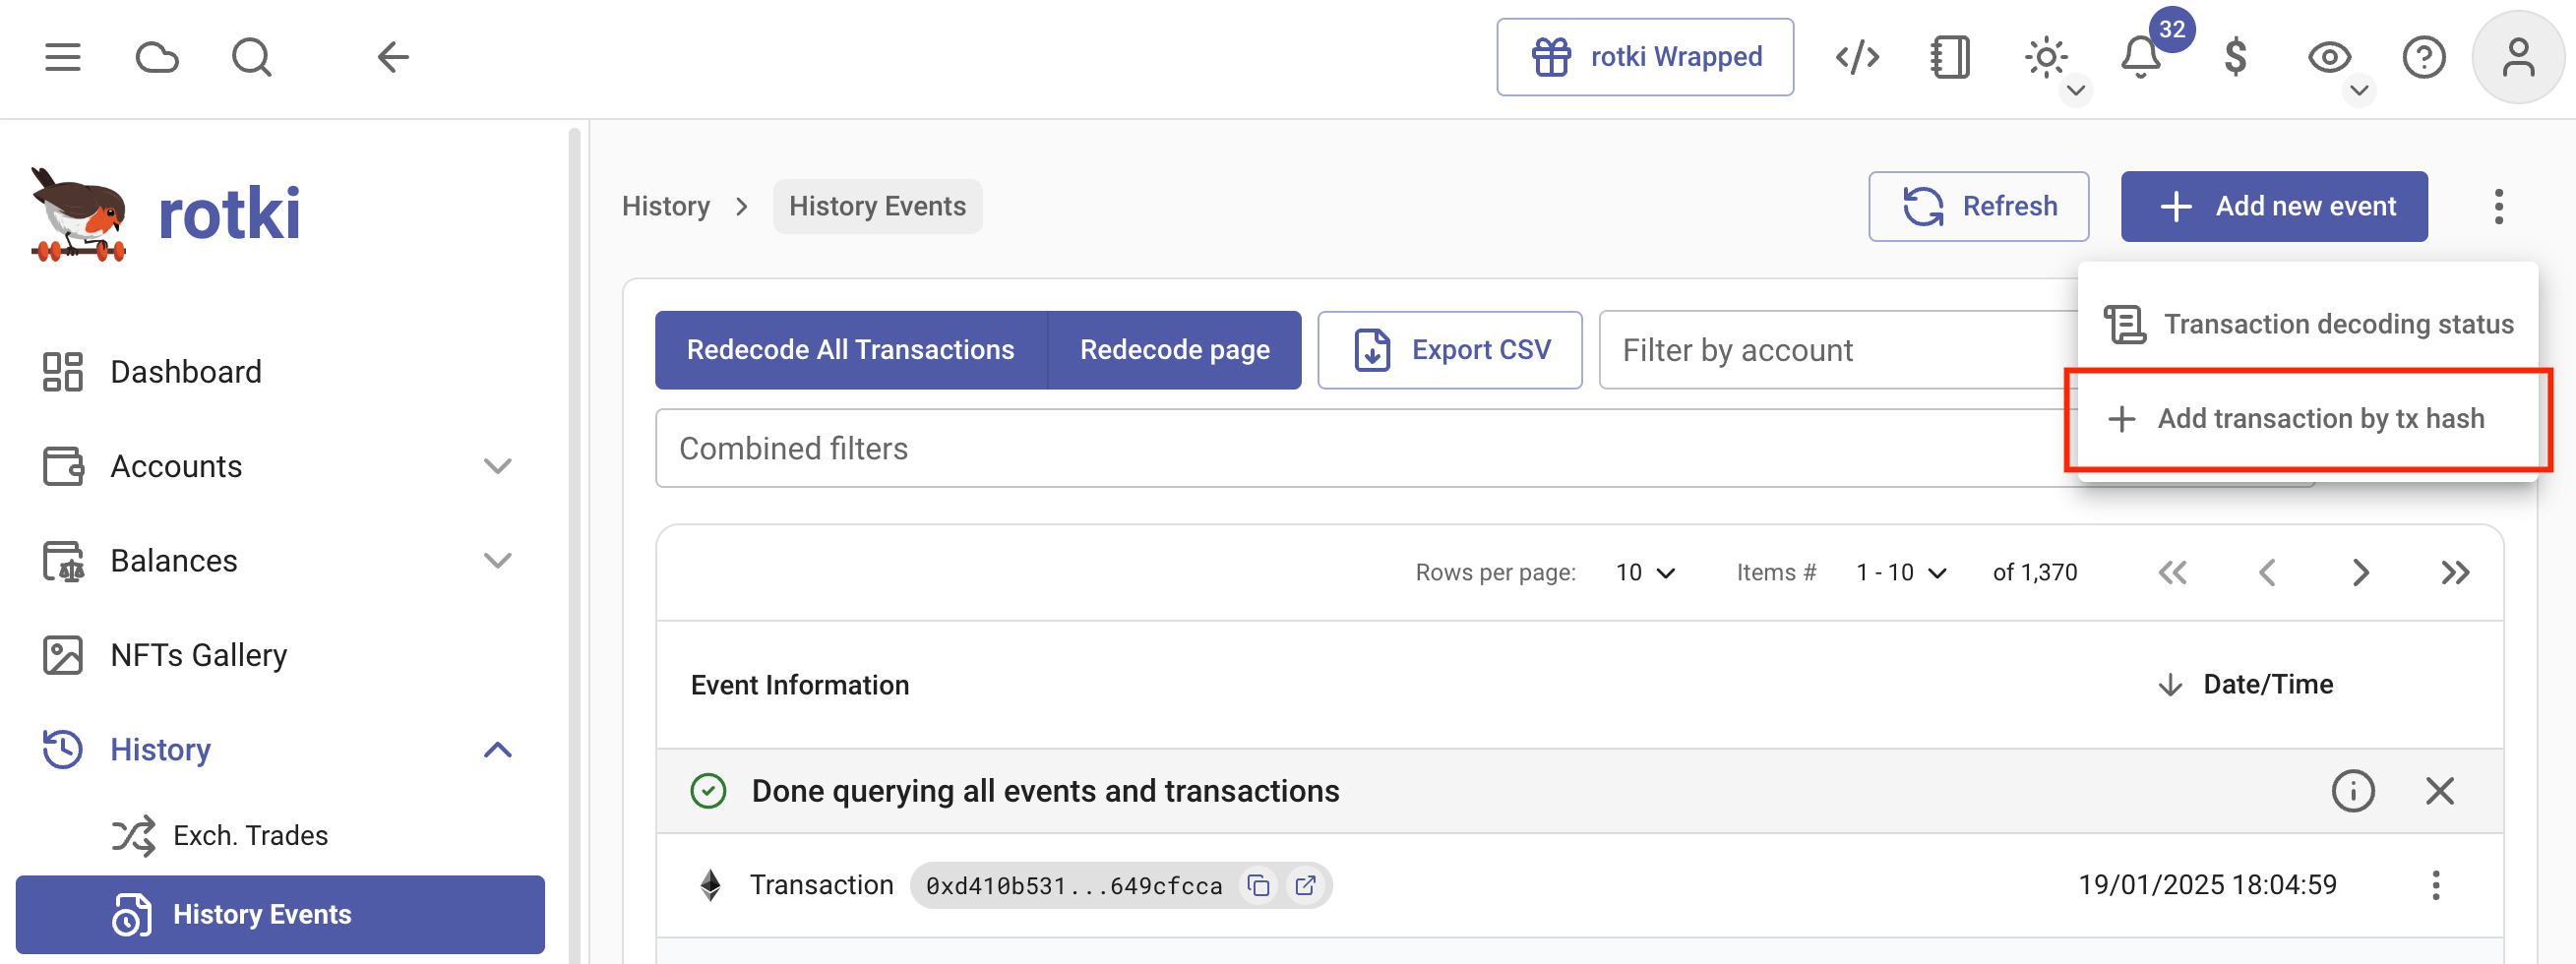 rotki Wrapped
32
rotki
Dashboard
Accounts
Balances
NFTs Gallery
History
Exch. Trades
History Events
History
History Events
Refresh
Add new event
Transaction decoding status
Add transaction by tx hash
Redecode All Transactions
Redecode page
Export CSV
Filter by account
Combined filters
Rows per page: 10 Items # 1 - 10 of 1,370
Event Information Date/Time
Done querying all events and transactions
Transaction 0xd410b531...649cfcca 19/01/2025 18:04:59